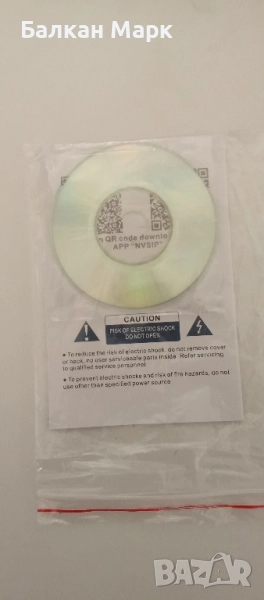 Балкан Марк
QR code downlo
APP "NVSIP"
CAUTION
RISK OF ELECTRIC SHOCK
DO NOT OPEN
• To reduce the risk of electric shock, do not remove cover
or back, no user serviceable parts inside. Refer servicing
to qualified service personnel
• To prevent electric shocks and risk of fire hazards, do not
use other than specified power source
BAZAR